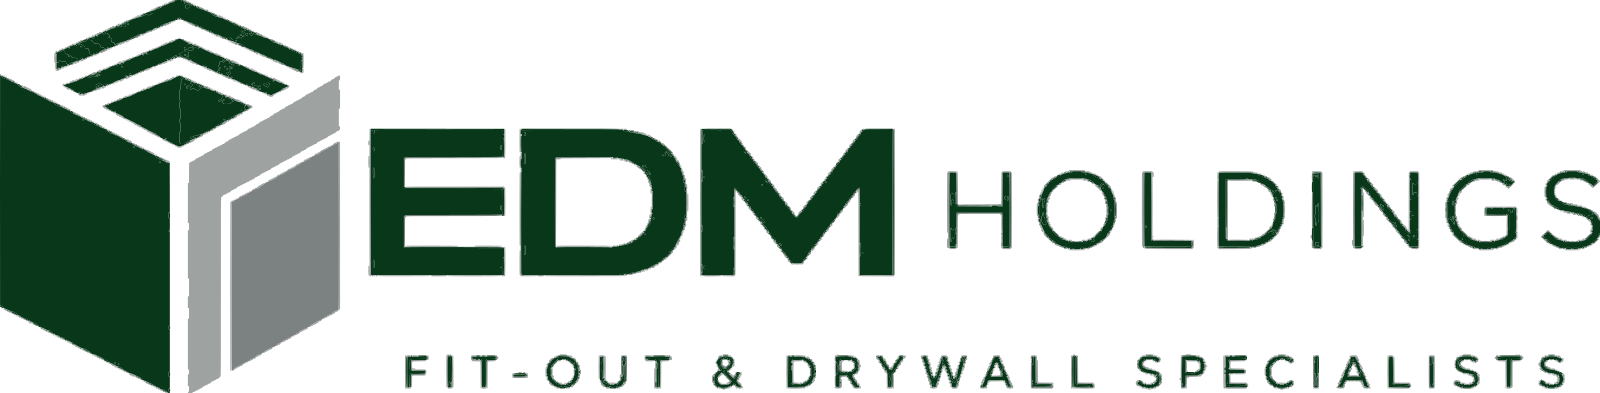 EDM HOLDINGS
FIT-OUT & DRYWALL SPECIALISTS